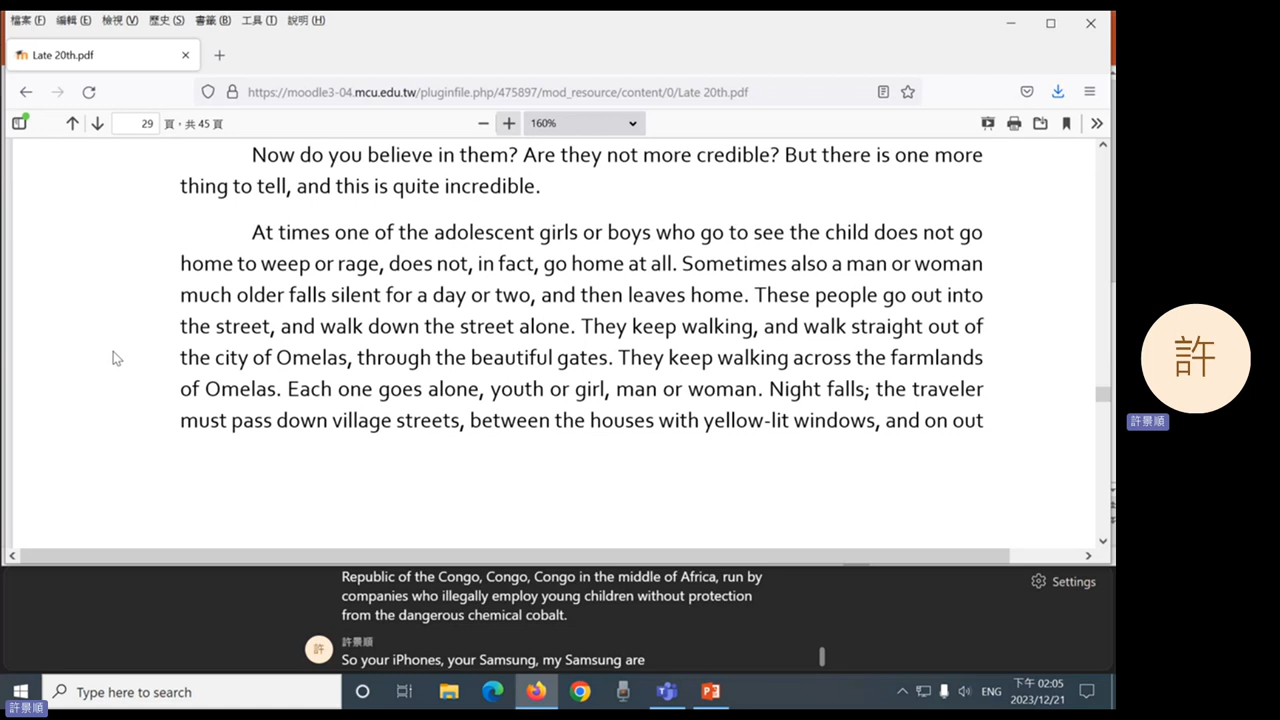 檔案(F) 編輯(E) 檢視(V) 歷史(S) 書籤(B) 工具(T) 說明(H)
Late 20th.pdf
https://moodle3-04.mcu.edu.tw/pluginfile.php/475897/mod_resource/content/0/Late 20th.pdf
29 頁，共 45 頁
160%
Now do you believe in them? Are they not more credible? But there is one more
thing to tell, and this is quite incredible.
At times one of the adolescent girls or boys who go to see the child does not go
home to weep or rage, does not, in fact, go home at all. Sometimes also a man or woman
much older falls silent for a day or two, and then leaves home. These people go out into
the street, and walk down the street alone. They keep walking, and walk straight out of
the city of Omelas, through the beautiful gates. They keep walking across the farmlands
of Omelas. Each one goes alone, youth or girl, man or woman. Night falls; the traveler
must pass down village streets, between the houses with yellow-lit windows, and on out
許
許景順
Republic of the Congo, Congo, Congo in the middle of Africa, run by
companies who illegally employ young children without protection
from the dangerous chemical cobalt.
Settings
許
許景順
So your iPhones, your Samsung, my Samsung are
Type here to search
ENG
下午 02:05
2023/12/21
許景順